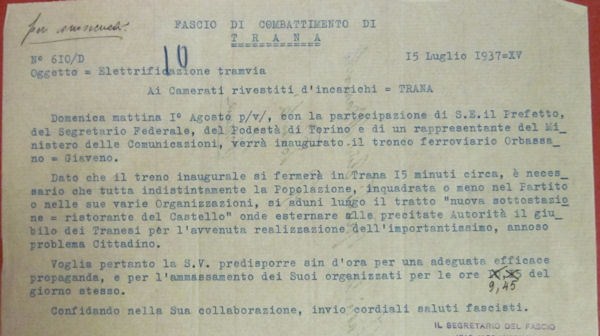 per memoria.
FASCIO DI COMBATTIMENTO DI
TRANA
N° 610/D
10
15 Luglio 1937=XV
Oggetto = Elettrificazione tramvia
Ai Camerati rivestiti d'incarichi = TRANA
Domenica mattina I° Agosto p/v/, con la partecipazione di S.E.il Prefetto,
del Segretario Federale, del Podestà di Torino e di un rappresentante del Mi_
nistero delle Comunicazioni, verrà inaugurato il tronco ferroviario Orbassa_
no = Giaveno.
Dato che il treno inaugurale si fermerà in Trana 15 minuti circa, è neces_
sario che tutta indistintamente la Popolazione, inquadrata o meno nel Partito
o nelle sue varie Organizzazioni, si aduni lungo il tratto "nuova sottostazio
ne = ristorante del Castello" onde esternare alle precitate Autorità il giu_
bilo dei Tranesi per l'avvenuta realizzazione dell'importantissimo, annoso
problema Cittadino.
Voglia pertanto la S.V. predisporre sin d'ora per una adeguata efficace
propaganda, e per l'ammassamento dei Suoi organizzati per le ore del
9,45
giorno stesso.
Confidando nella Sua collaborazione, invio cordiali saluti fascisti.
IL SEGRETARIO DEL FASCIO